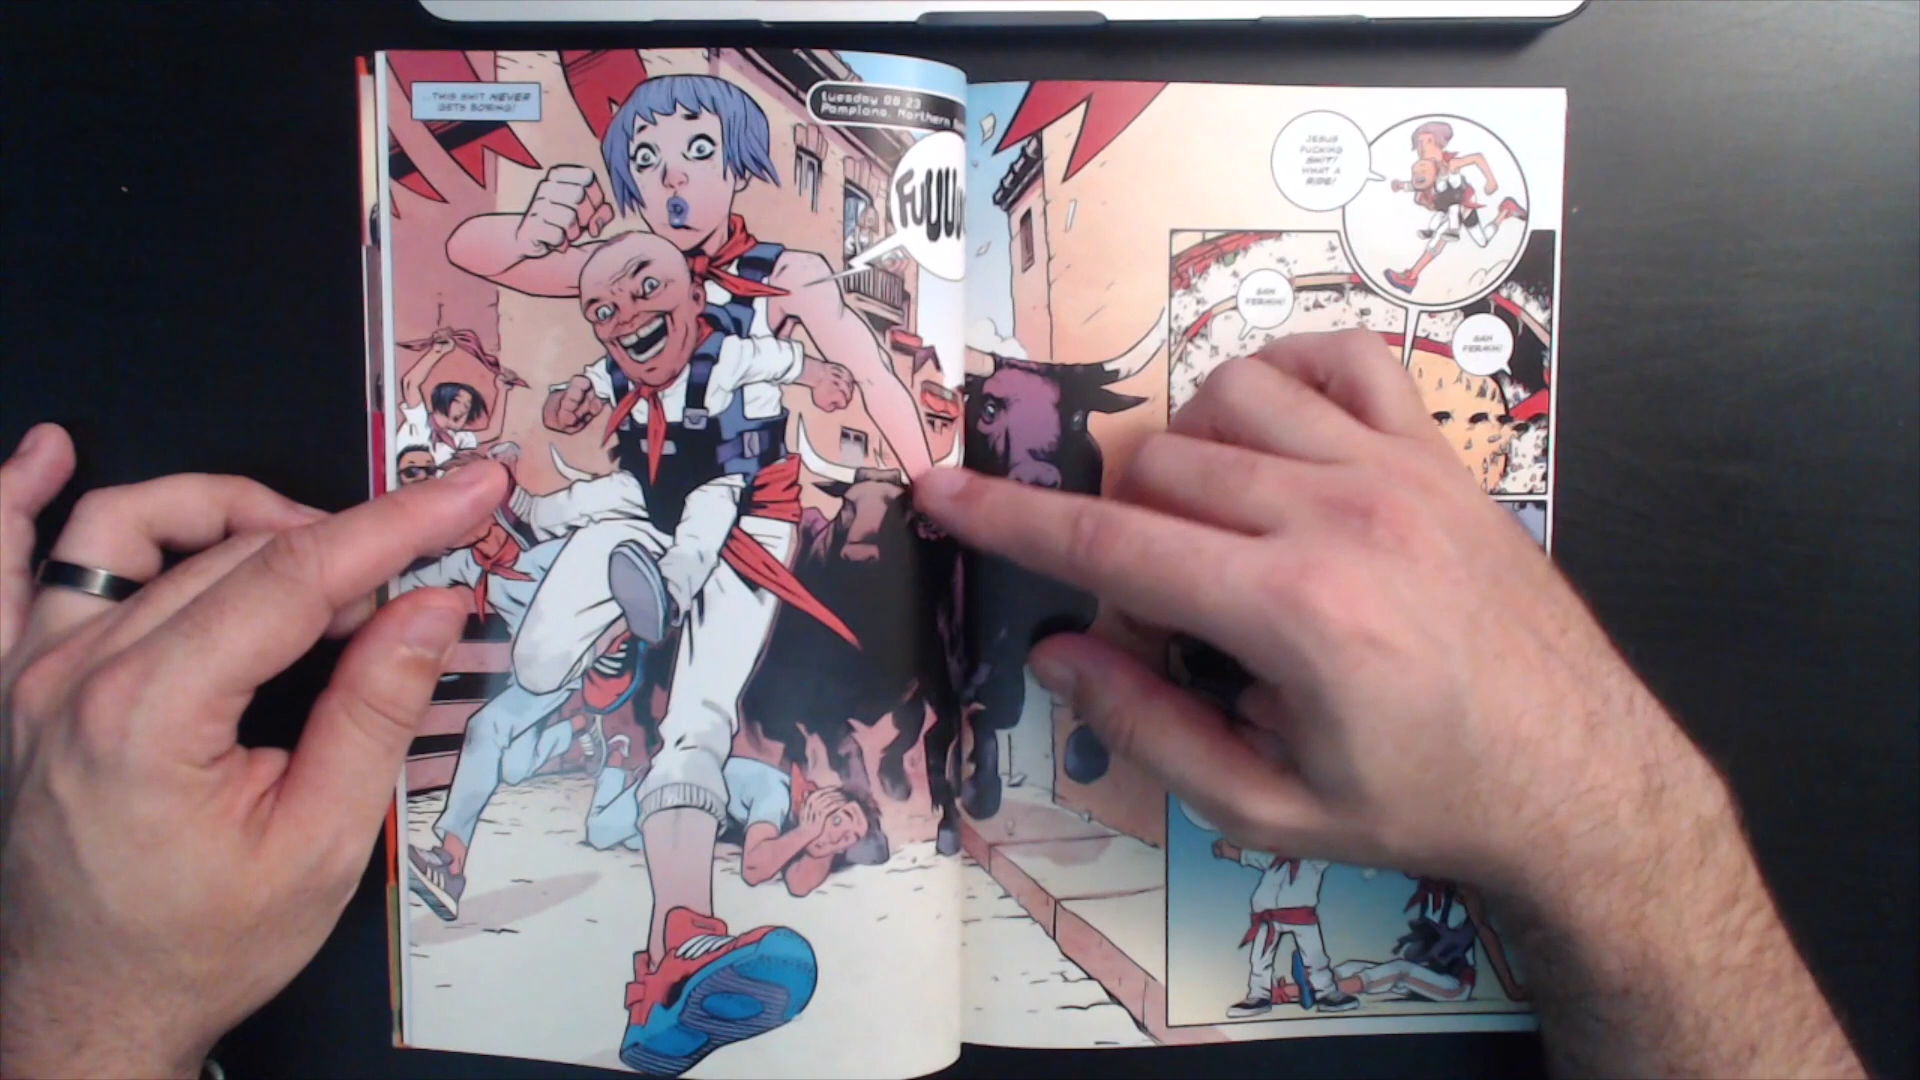 ...THIS SHIT NEVER
GETS BORING!
tuesday 08 23
Pamplona. Northern
FUUUU
JESUS
FUCKING
SHIT!
WHAT A
RIDE!
SAN
FERMIN!
SAN
FERMIN!